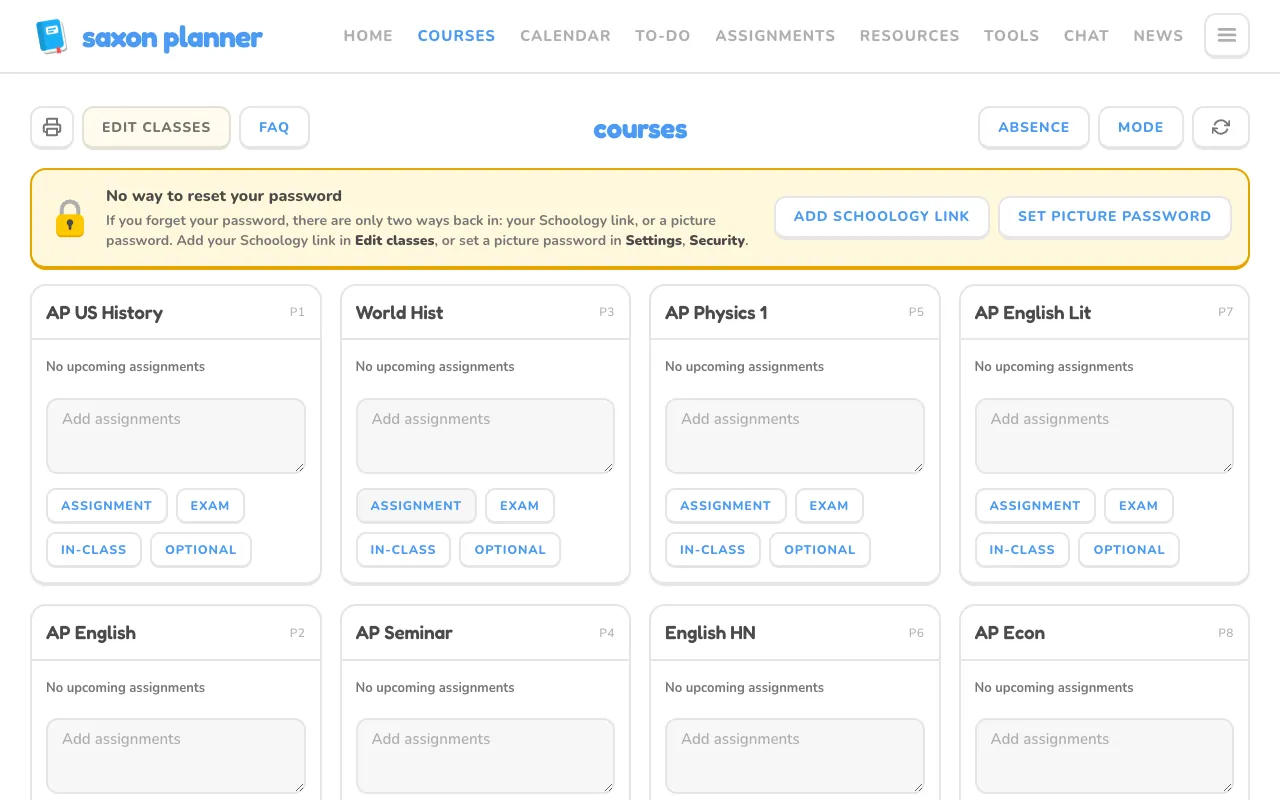 saxon planner
HOME COURSES CALENDAR TO-DO ASSIGNMENTS RESOURCES TOOLS CHAT NEWS
EDIT CLASSES FAQ courses ABSENCE MODE
No way to reset your password
If you forget your password, there are only two ways back in: your Schoology link, or a picture
password. Add your Schoology link in Edit classes, or set a picture password in Settings, Security.
ADD SCHOOLOGY LINK SET PICTURE PASSWORD
AP US History P1
No upcoming assignments
Add assignments
ASSIGNMENT EXAM
IN-CLASS OPTIONAL
World Hist P3
No upcoming assignments
Add assignments
ASSIGNMENT EXAM
IN-CLASS OPTIONAL
AP Physics 1 P5
No upcoming assignments
Add assignments
ASSIGNMENT EXAM
IN-CLASS OPTIONAL
AP English Lit P7
No upcoming assignments
Add assignments
ASSIGNMENT EXAM
IN-CLASS OPTIONAL
AP English P2
No upcoming assignments
Add assignments
AP Seminar P4
No upcoming assignments
Add assignments
English HN P6
No upcoming assignments
Add assignments
AP Econ P8
No upcoming assignments
Add assignments